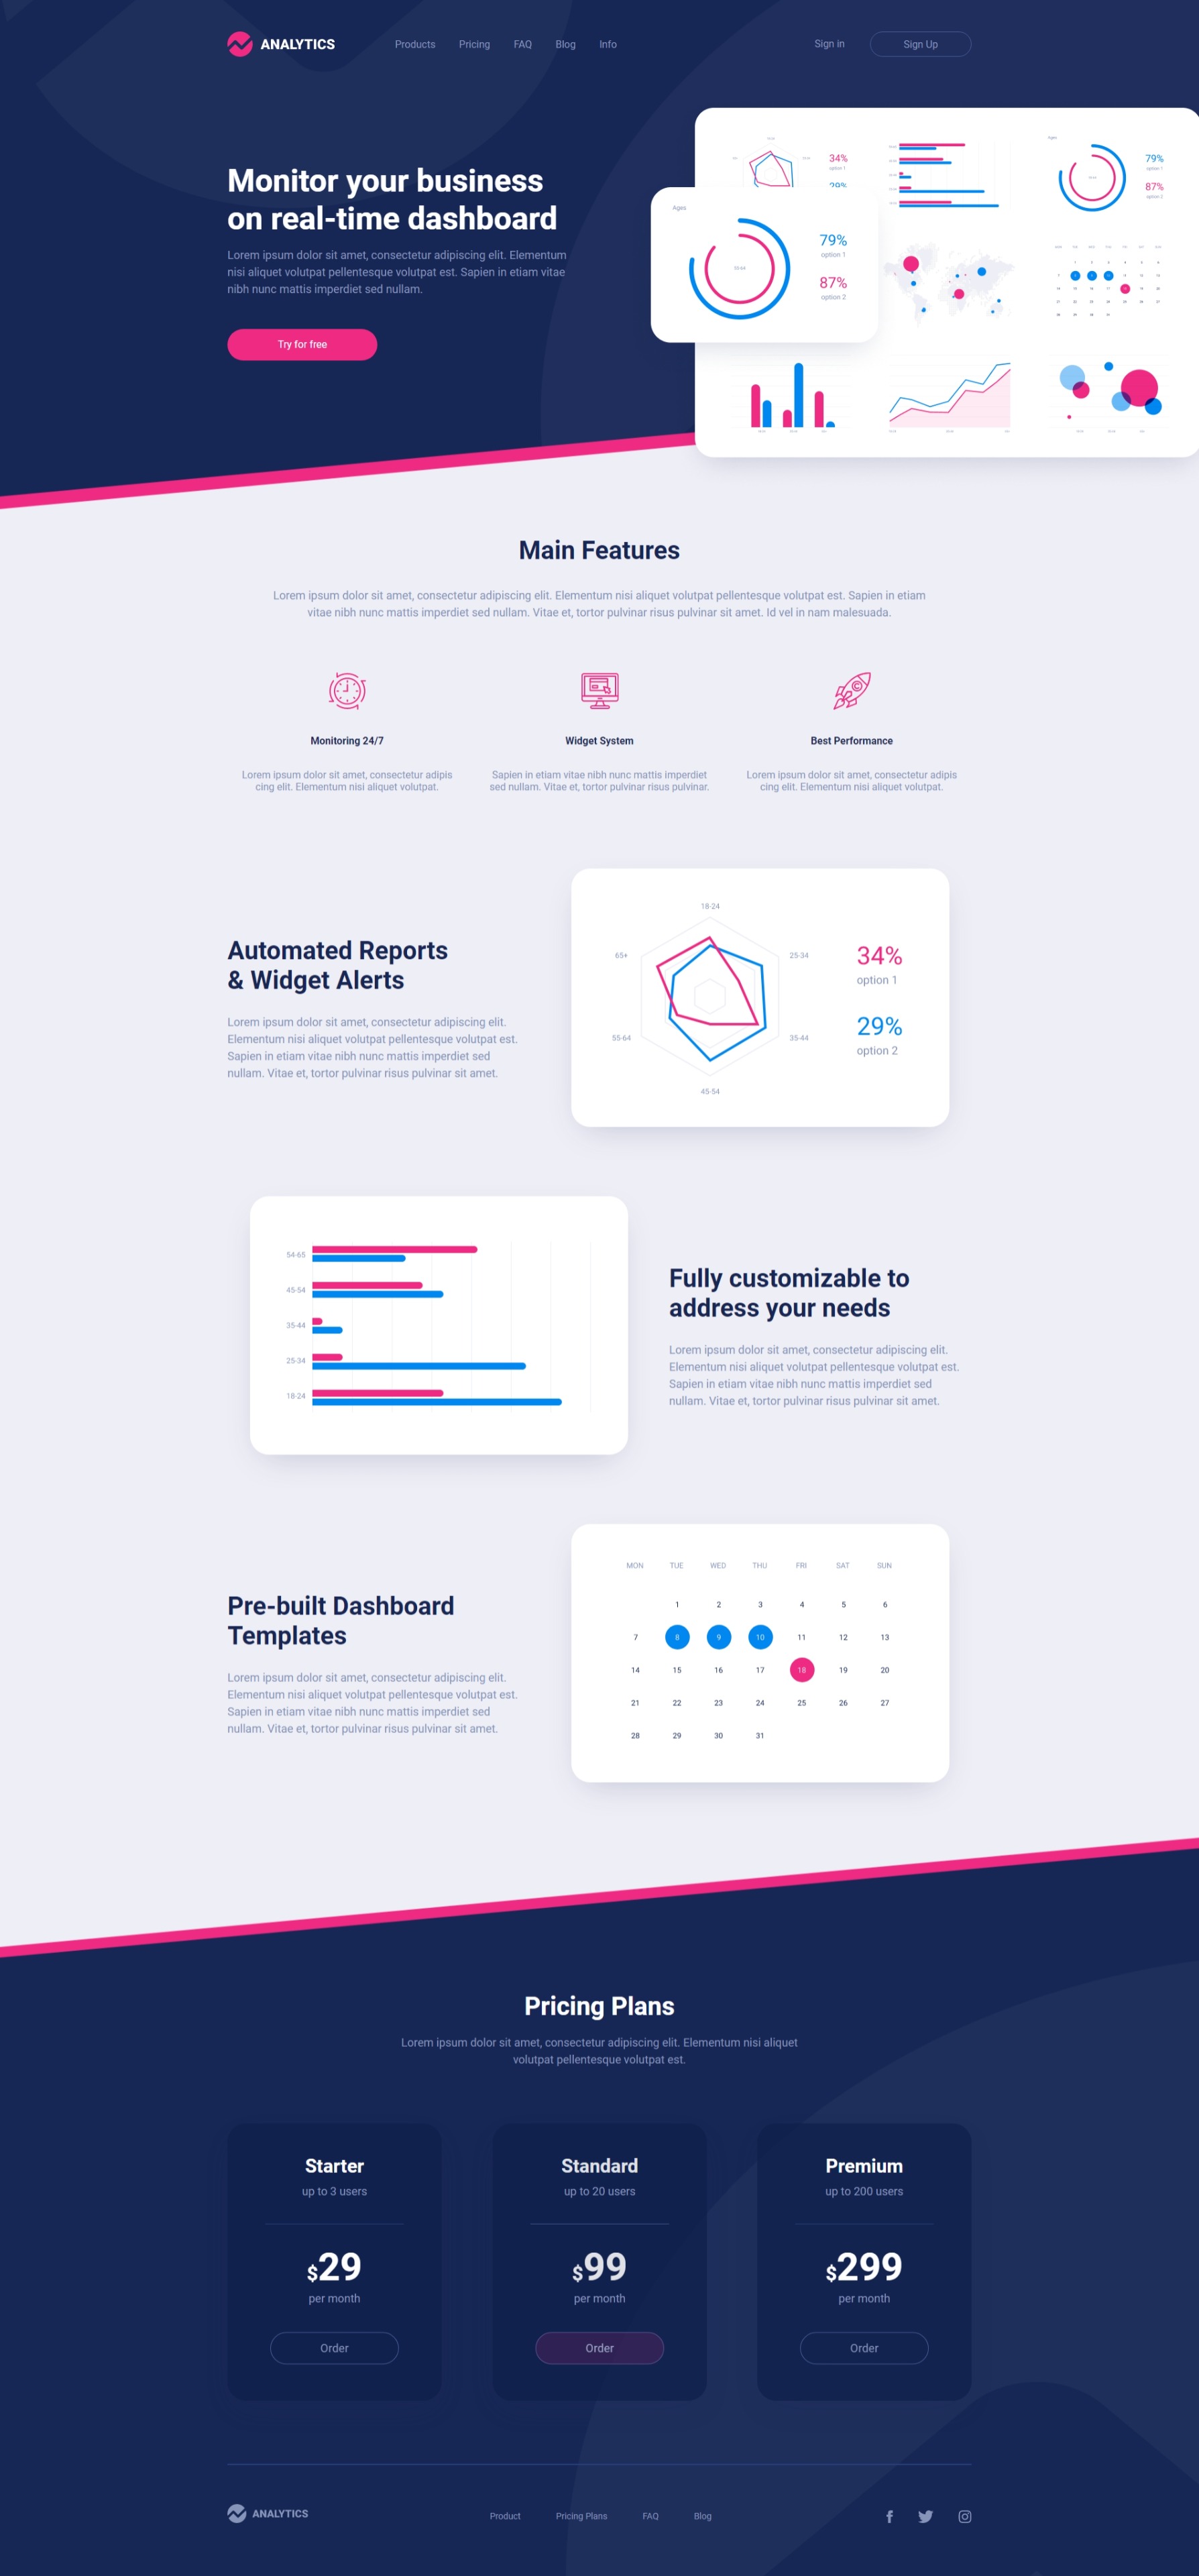 ANALYTICS
Products Pricing FAQ Blog Info
Sign in Sign Up
Monitor your business
on real-time dashboard
Lorem ipsum dolor sit amet, consectetur adipiscing elit. Elementum
nisi aliquet volutpat pellentesque volutpat est. Sapien in etiam vitae
nibh nunc mattis imperdiet sed nullam.
Try for free
34%
option 1
29%
Ages
79%
option 1
87%
option 2
Ages
79%
option 1
87%
option 2
Main Features
Lorem ipsum dolor sit amet, consectetur adipiscing elit. Elementum nisi aliquet volutpat pellentesque volutpat est. Sapien in etiam
vitae nibh nunc mattis imperdiet sed nullam. Vitae et, tortor pulvinar risus pulvinar sit amet. Id vel in nam malesuada.
Monitoring 24/7
Lorem ipsum dolor sit amet, consectetur adipis
cing elit. Elementum nisi aliquet volutpat.
Widget System
Sapien in etiam vitae nibh nunc mattis imperdiet
sed nullam. Vitae et, tortor pulvinar risus pulvinar.
Best Performance
Lorem ipsum dolor sit amet, consectetur adipis
cing elit. Elementum nisi aliquet volutpat.
Automated Reports
& Widget Alerts
Lorem ipsum dolor sit amet, consectetur adipiscing elit.
Elementum nisi aliquet volutpat pellentesque volutpat est.
Sapien in etiam vitae nibh nunc mattis imperdiet sed
nullam. Vitae et, tortor pulvinar risus pulvinar sit amet.
18-24
65+ 25-34
55-64 35-44
45-54
34%
option 1
29%
option 2
54-65
45-54
35-44
25-34
18-24
Fully customizable to
address your needs
Lorem ipsum dolor sit amet, consectetur adipiscing elit.
Elementum nisi aliquet volutpat pellentesque volutpat est.
Sapien in etiam vitae nibh nunc mattis imperdiet sed
nullam. Vitae et, tortor pulvinar risus pulvinar sit amet.
Pre-built Dashboard
Templates
Lorem ipsum dolor sit amet, consectetur adipiscing elit.
Elementum nisi aliquet volutpat pellentesque volutpat est.
Sapien in etiam vitae nibh nunc mattis imperdiet sed
nullam. Vitae et, tortor pulvinar risus pulvinar sit amet.
MON TUE WED THU FRI SAT SUN
1 2 3 4 5 6
7 8 9 10 11 12 13
14 15 16 17 18 19 20
21 22 23 24 25 26 27
28 29 30 31
Pricing Plans
Lorem ipsum dolor sit amet, consectetur adipiscing elit. Elementum nisi aliquet
volutpat pellentesque volutpat est.
Starter
up to 3 users
$29
per month
Order
Standard
up to 20 users
$99
per month
Order
Premium
up to 200 users
$299
per month
Order
ANALYTICS
Product Pricing Plans FAQ Blog